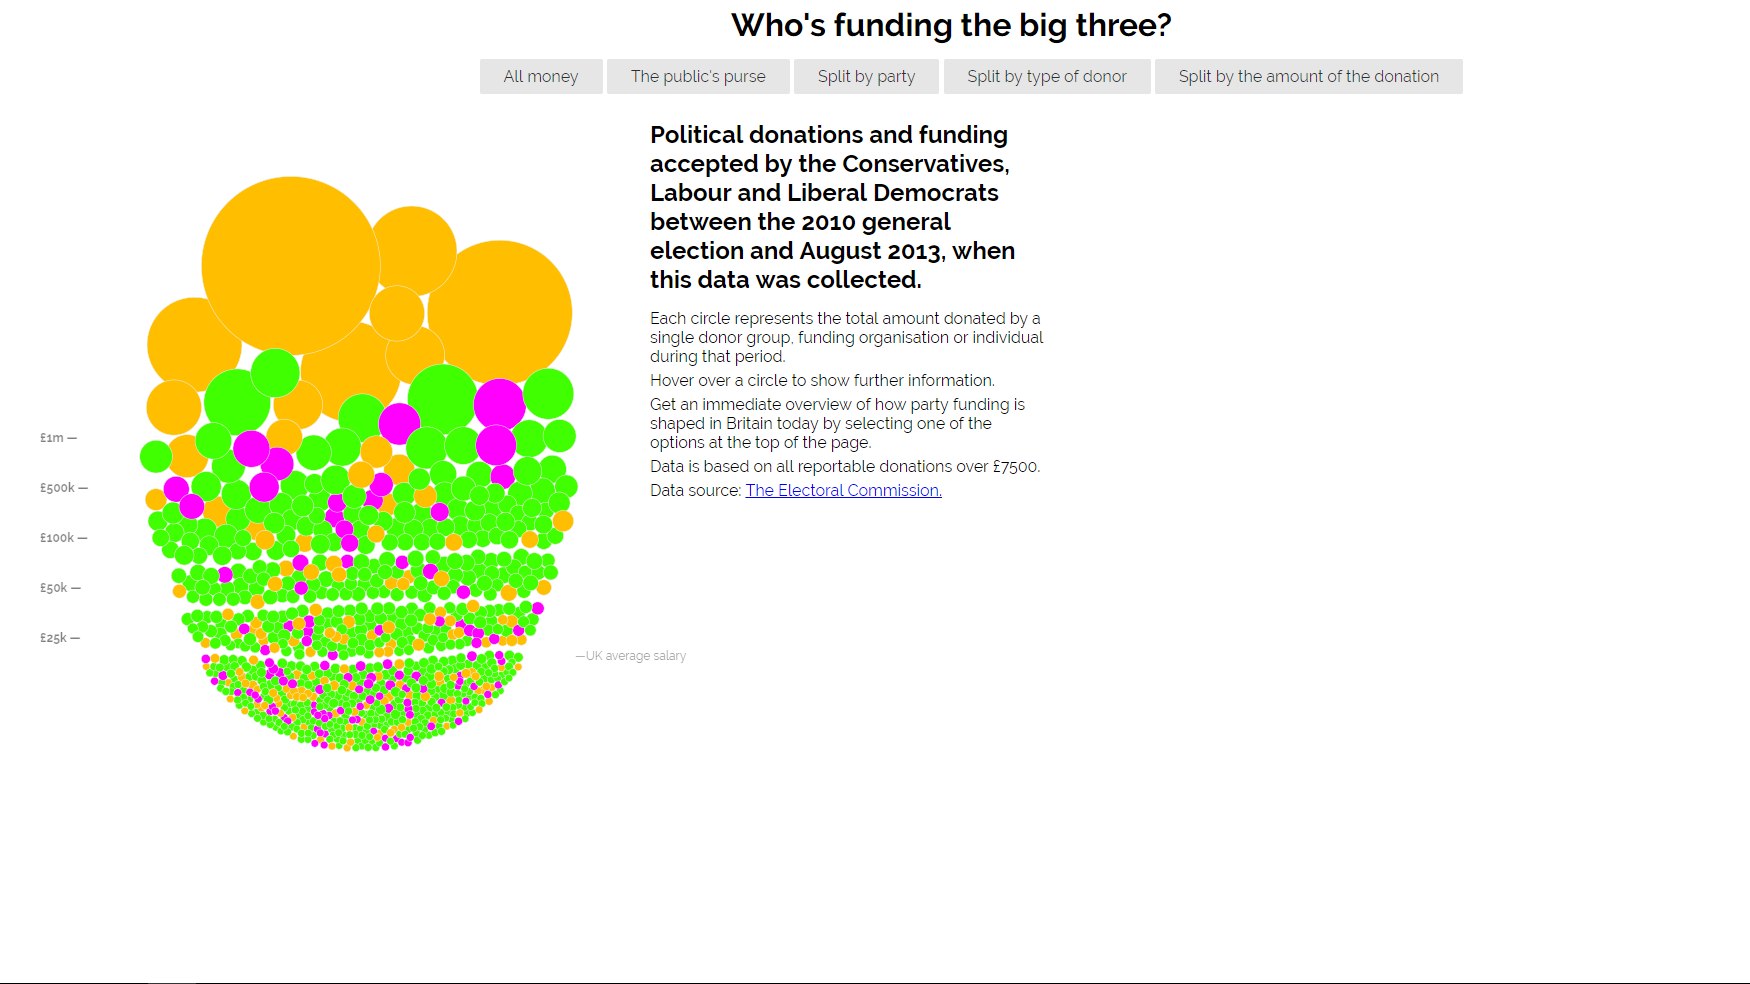 Who's funding the big three?
All money
The public's purse
Split by party
Split by type of donor
Split by the amount of the donation
Political donations and funding
accepted by the Conservatives,
Labour and Liberal Democrats
between the 2010 general
election and August 2013, when
this data was collected.
Each circle represents the total amount donated by a
single donor group, funding organisation or individual
during that period.
Hover over a circle to show further information.
Get an immediate overview of how party funding is
shaped in Britain today by selecting one of the
options at the top of the page.
Data is based on all reportable donations over £7500.
Data source: The Electoral Commission.
£1m —
£500k —
£100k —
£50k —
£25k —
—UK average salary